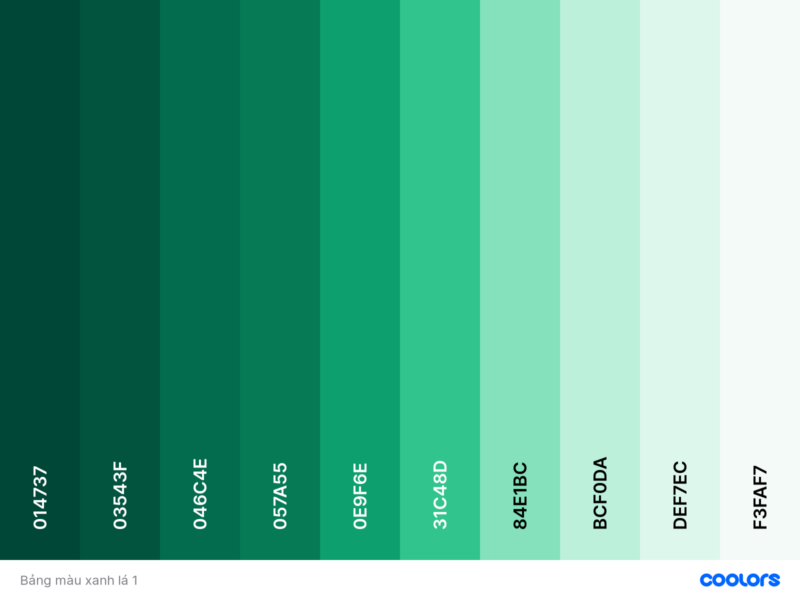 014737
03543F
046C4E
057A55
0E9F6E
31C48D
84E1BC
BCF0DA
DEF7EC
F3FAF7
Bảng màu xanh lá 1
coolors